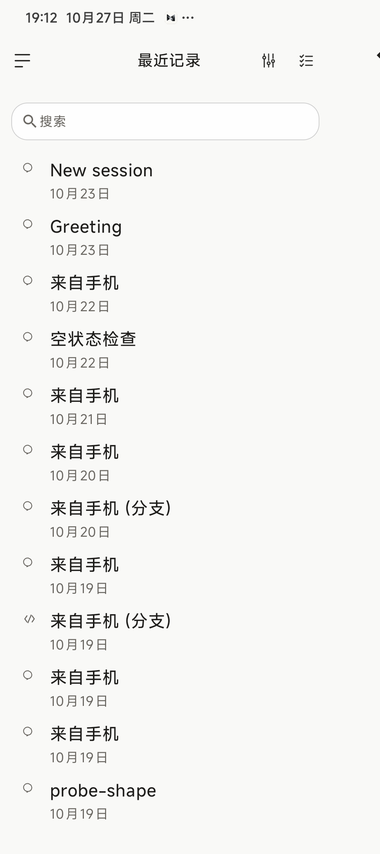 19:12 10月27日 周二
最近记录
搜索
New session
10月23日
Greeting
10月23日
来自手机
10月22日
空状态检查
10月22日
来自手机
10月21日
来自手机
10月20日
来自手机 (分支)
10月20日
来自手机
10月19日
来自手机 (分支)
10月19日
来自手机
10月19日
来自手机
10月19日
probe-shape
10月19日